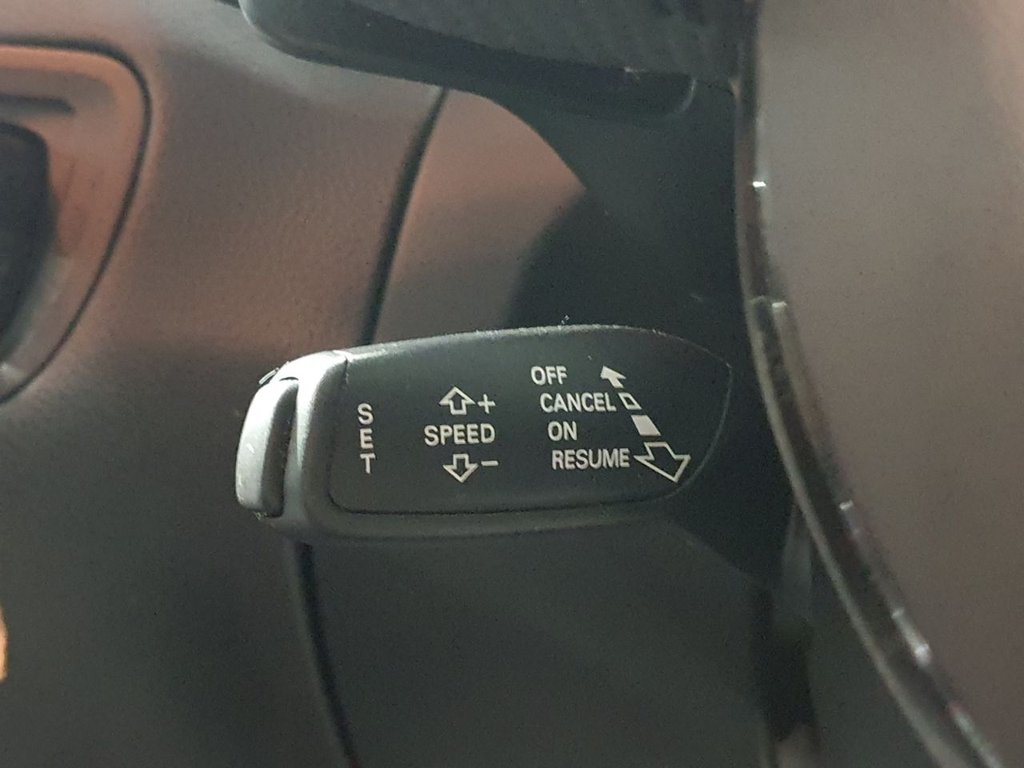 SET
+
SPEED
-
OFF
CANCEL
ON
RESUME